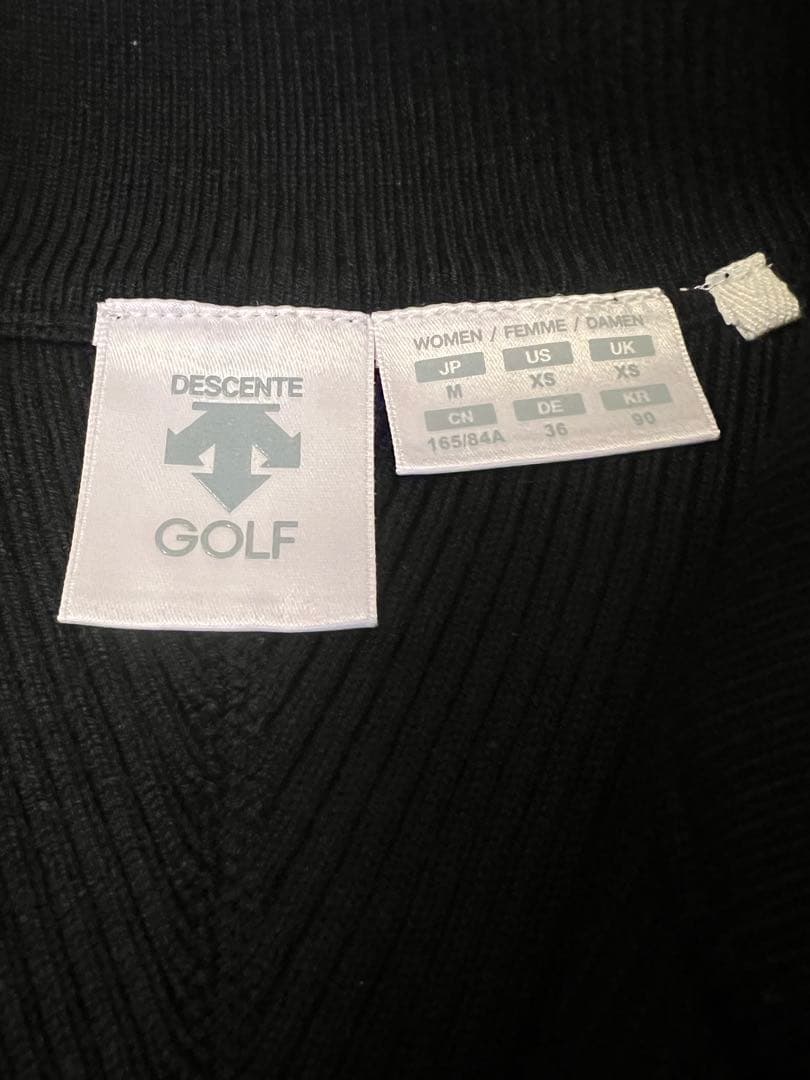 DESCENTE
GOLF
WOMEN / FEMME / DAMEN
JP US UK
M XS XS
CN DE KR
165/84A 36 90